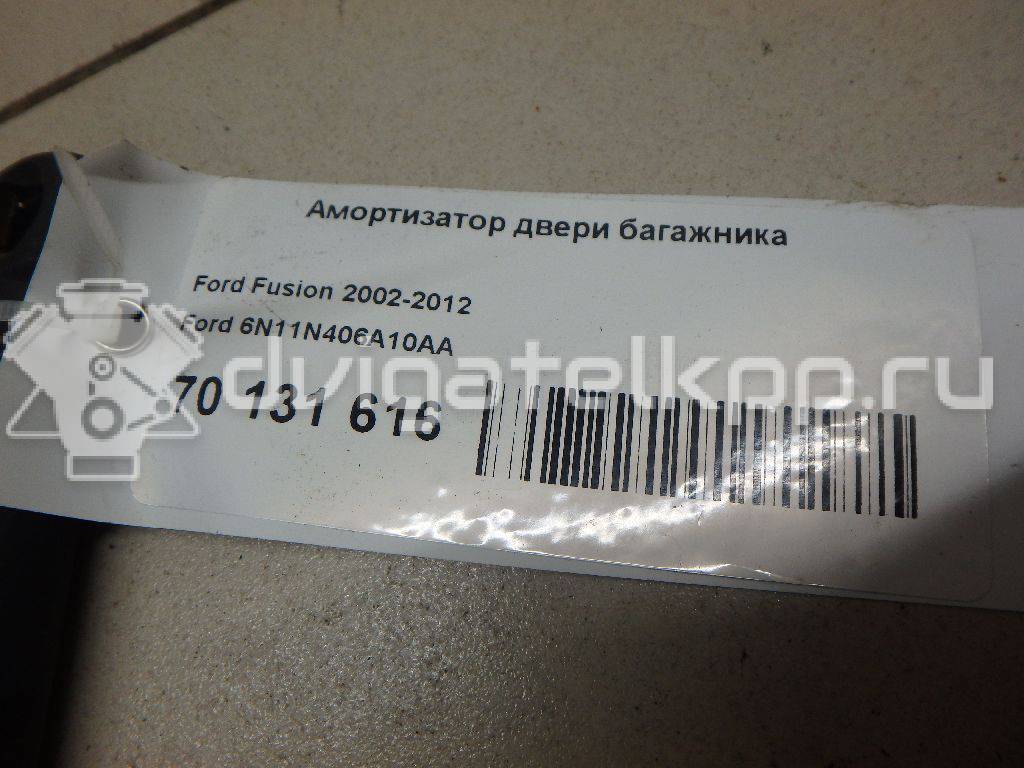 Амортизатор двери багажника
Ford Fusion 2002-2012
Ford 6N11N406A10AA
70 131 616
dvigatelkop.ru